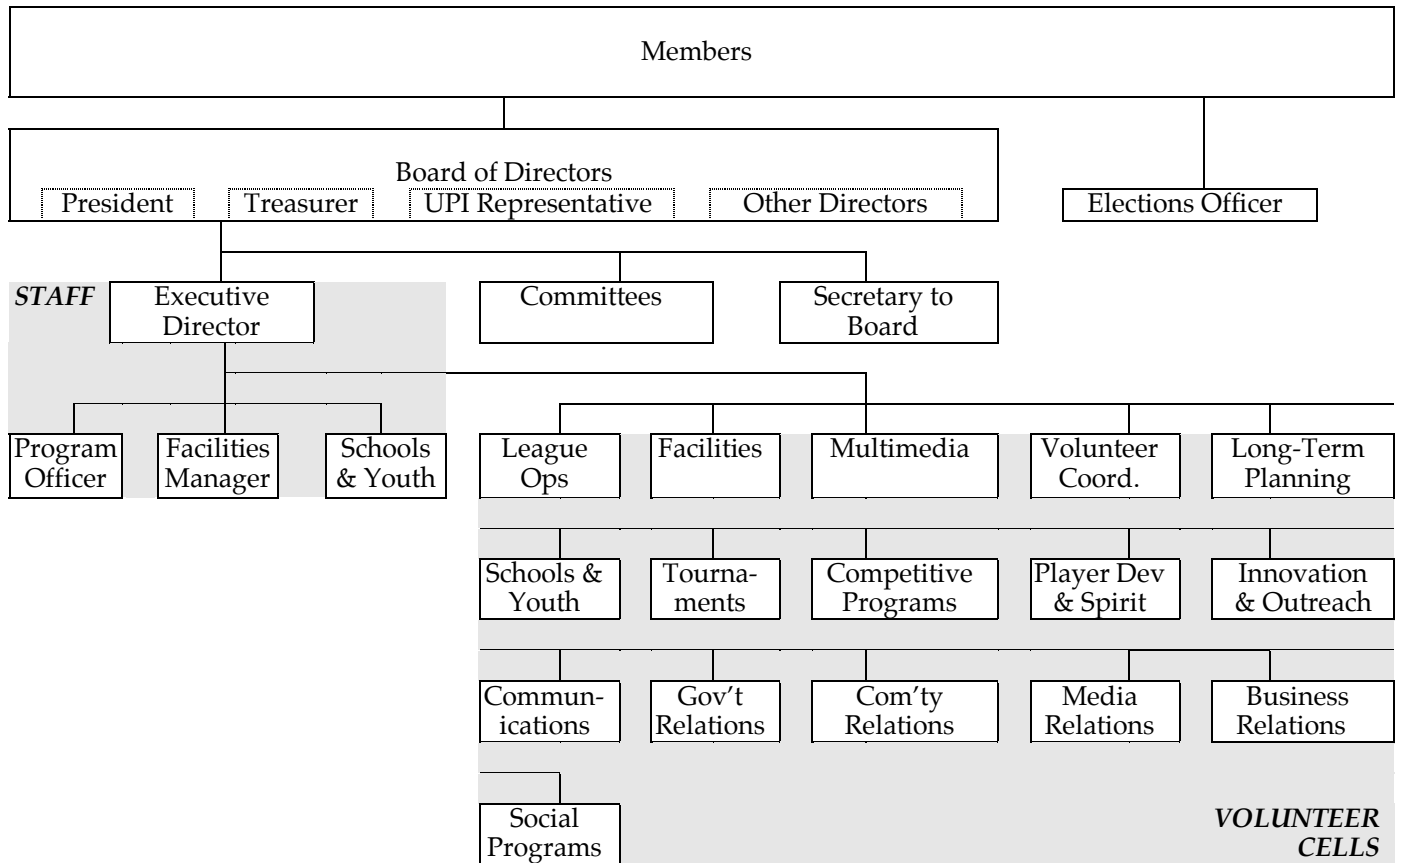 Members
Board of Directors
President Treasurer UPI Representative Other Directors
Elections Officer
STAFF
Executive
Director
Committees
Secretary to
Board
Program
Officer
Facilities
Manager
Schools
& Youth
League
Ops
Facilities
Multimedia
Volunteer
Coord.
Long-Term
Planning
Schools &
Youth
Tourna-
ments
Competitive
Programs
Player Dev
& Spirit
Innovation
& Outreach
Commun-
ications
Gov't
Relations
Com'ty
Relations
Media
Relations
Business
Relations
Social
Programs
VOLUNTEER
CELLS